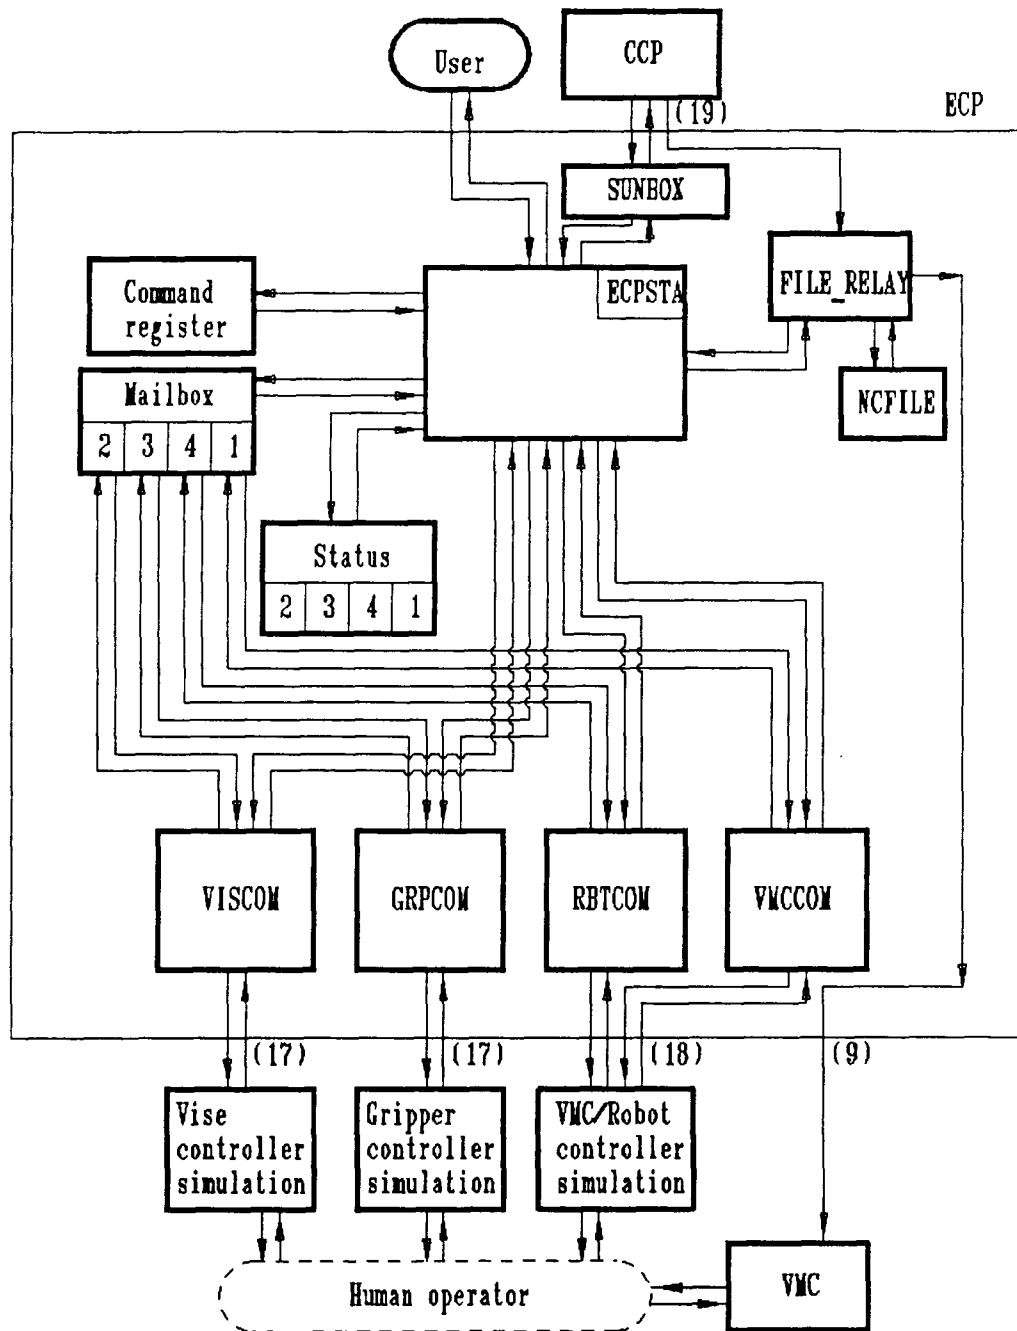 User
CCP
(19)
ECP
SUNBOX
Command
register
ECPSTA
FILE_RELAY
Mailbox
2 3 4 1
NCFILE
Status
2 3 4 1
VISCOM
GRPCOM
RBTCOM
VMCCOM
(17)
(17)
(18)
(9)
Vise
controller
simulation
Gripper
controller
simulation
VMC/Robot
controller
simulation
Human operator
VMC